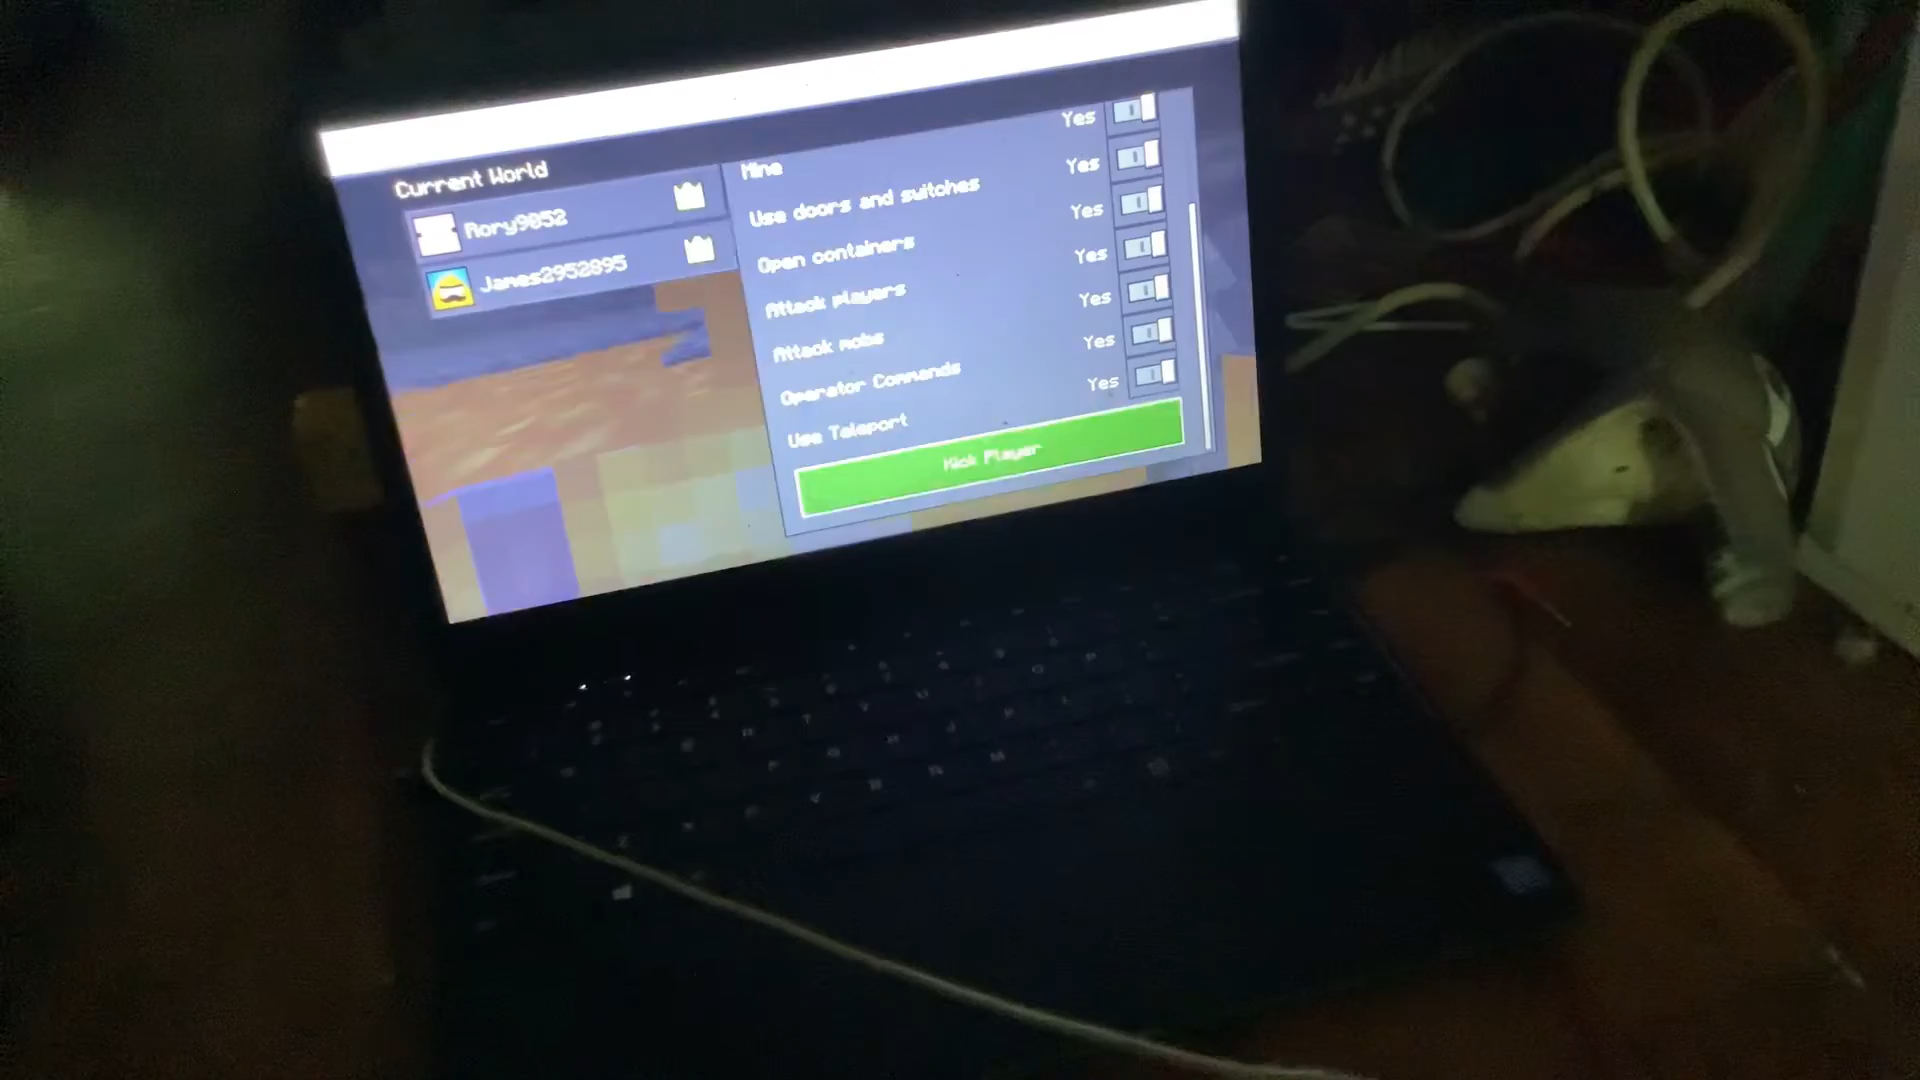 Current World
Rory9052
James2952895
Yes
Mine
Yes
Use doors and switches
Yes
Open containers
Yes
Attack players
Yes
Attack mobs
Yes
Operator Commands
Yes
Use Teleport
Kick Player